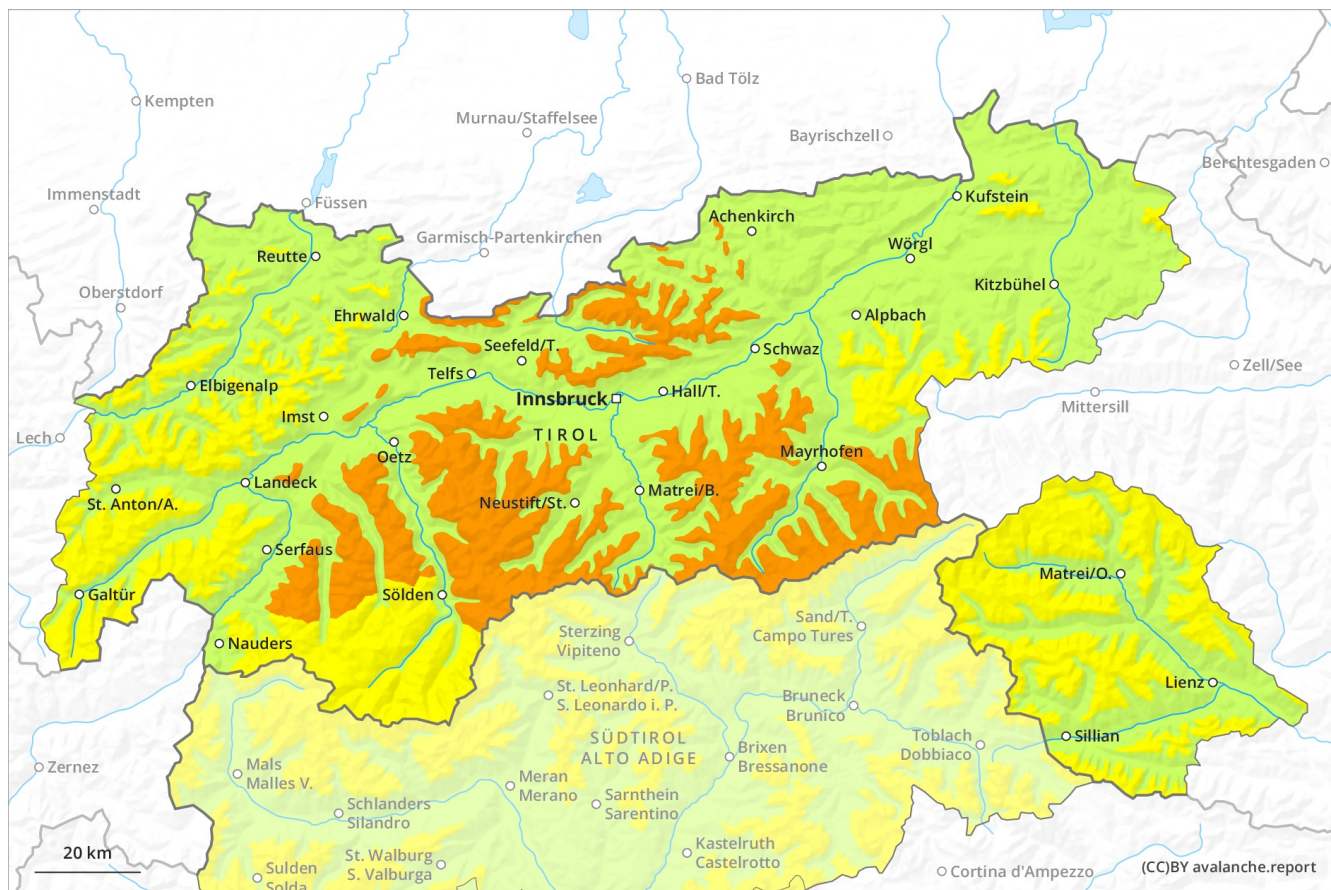 Bad Tölz
Kempten
Murnau/Staffelsee
Bayrischzell
Berchtesgaden
Immenstadt
Füssen
Kufstein
Achenkirch
Garmisch-Partenkirchen
Wörgl
Reutte
Kitzbühel
Oberstdorf
Ehrwald
Alpbach
Seefeld/T.
Schwaz
Zell/See
Telfs
Elbigenalp
Hall/T.
Innsbruck
Mittersill
Imst
Lech
TIROL
Mayrhofen
Oetz
Landeck
Matrei/B.
St. Anton/A.
Neustift/St.
Serfaus
Matrei/O.
Galtür
Sölden
Sand/T.
Campo Tures
Sterzing
Vipiteno
Nauders
Lienz
St. Leonhard/P.
S. Leonardo i. P.
Bruneck
Brunico
SÜDTIROL
ALTO ADIGE
Toblach
Dobbiaco
Sillian
Brixen
Bressanone
Zernez
Mals
Malles V.
Meran
Merano
Sarnthein
Sarentino
Schlanders
Silandro
20 km
St. Walburg
S. Valburga
Kastelruth
Castelrotto
Sulden
Solda
Cortina d'Ampezzo
(CC)BY avalanche.report